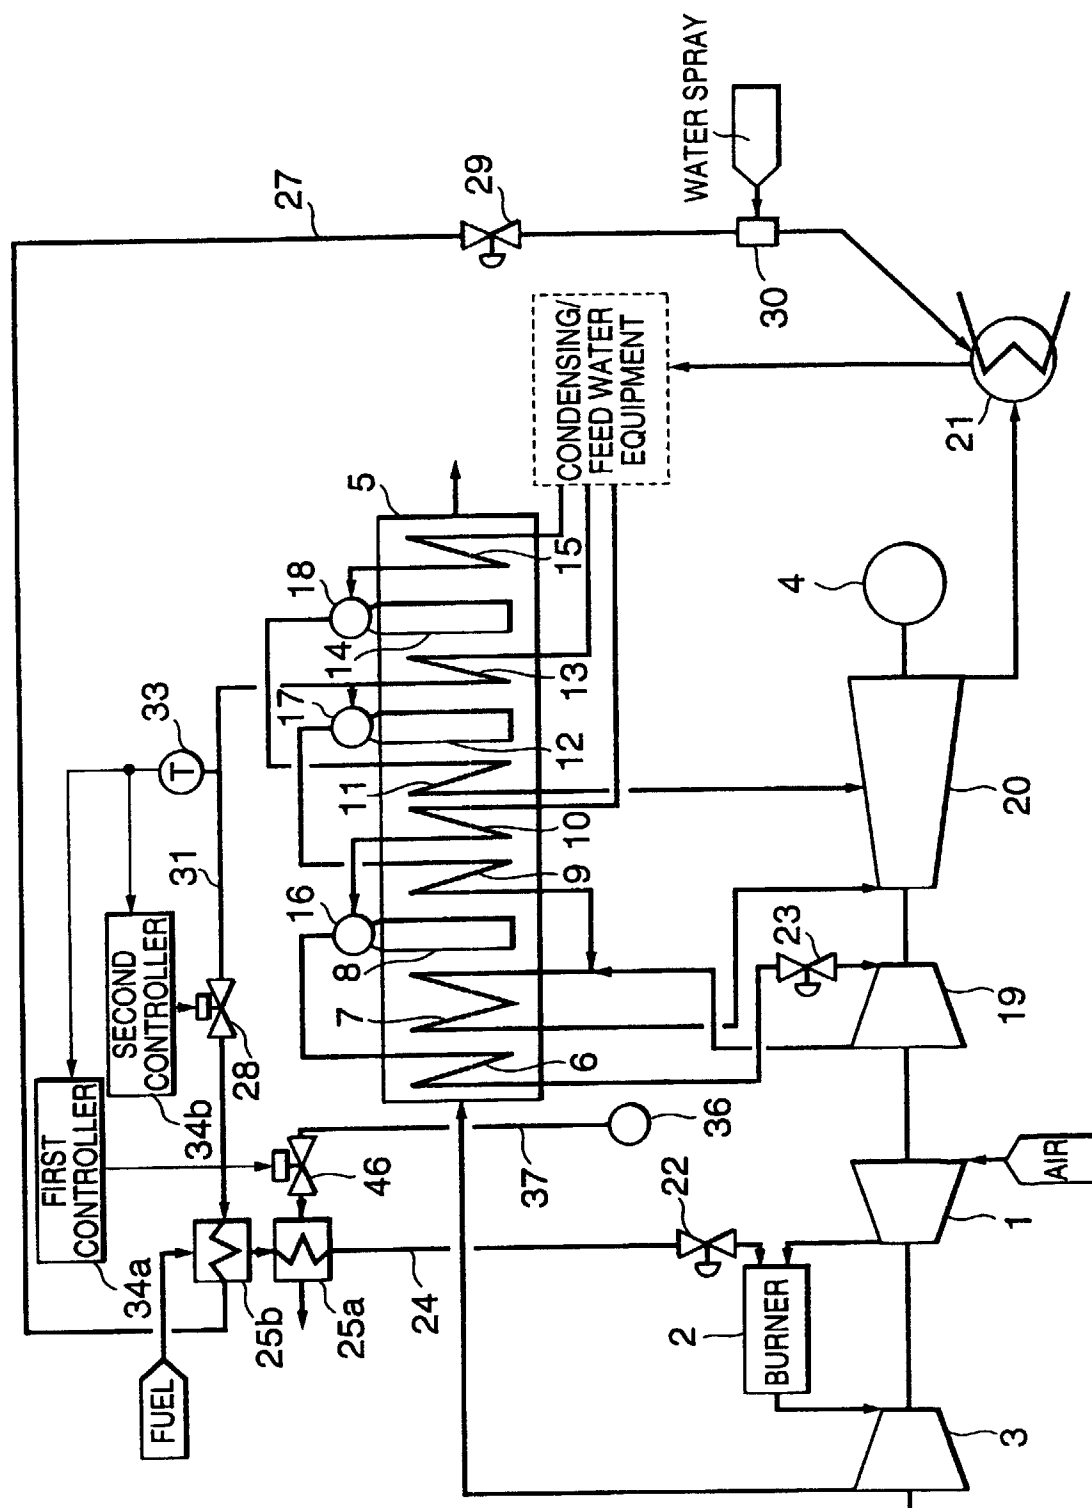 FIRST
CONTROLLER
SECOND
CONTROLLER
34a
FUEL
34b
31
33
25b
28
27
16
17
18
25a
46
8
14
5
7
11
24
29
37
6
9
10
12
13
15
CONDENSING/
FEED WATER
EQUIPMENT
36
22
2
BURNER
23
WATER SPRAY
30
4
21
3
1
19
20
AIR
T